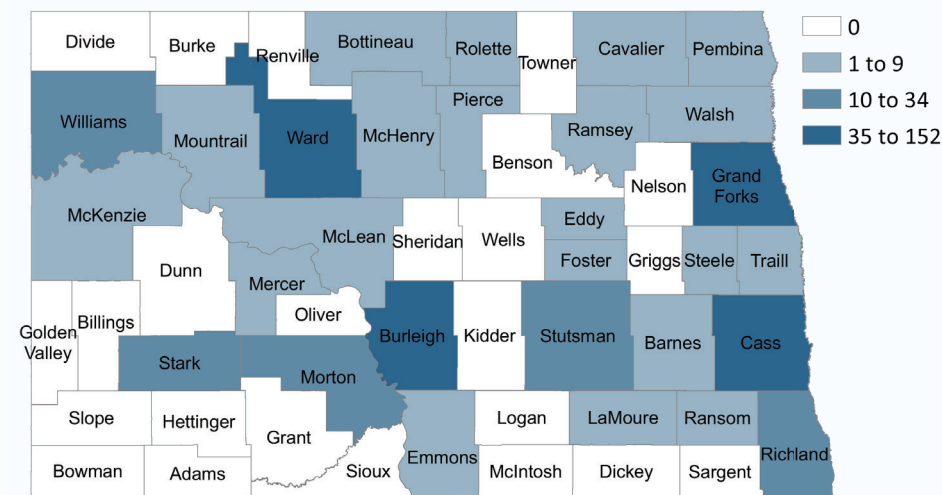 Divide
Burke
Renville
Bottineau
Rolette
Towner
Cavalier
Pembina
0
1 to 9
10 to 34
35 to 152
Williams
Mountrail
Ward
McHenry
Pierce
Benson
Ramsey
Walsh
Nelson
Grand
Forks
McKenzie
Dunn
McLean
Mercer
Oliver
Sheridan
Wells
Eddy
Foster
Griggs
Steele
Traill
Golden
Valley
Billings
Stark
Morton
Burleigh
Kidder
Stutsman
Barnes
Cass
Slope
Hettinger
Grant
Logan
LaMoure
Ransom
Richland
Bowman
Adams
Sioux
Emmons
McIntosh
Dickey
Sargent